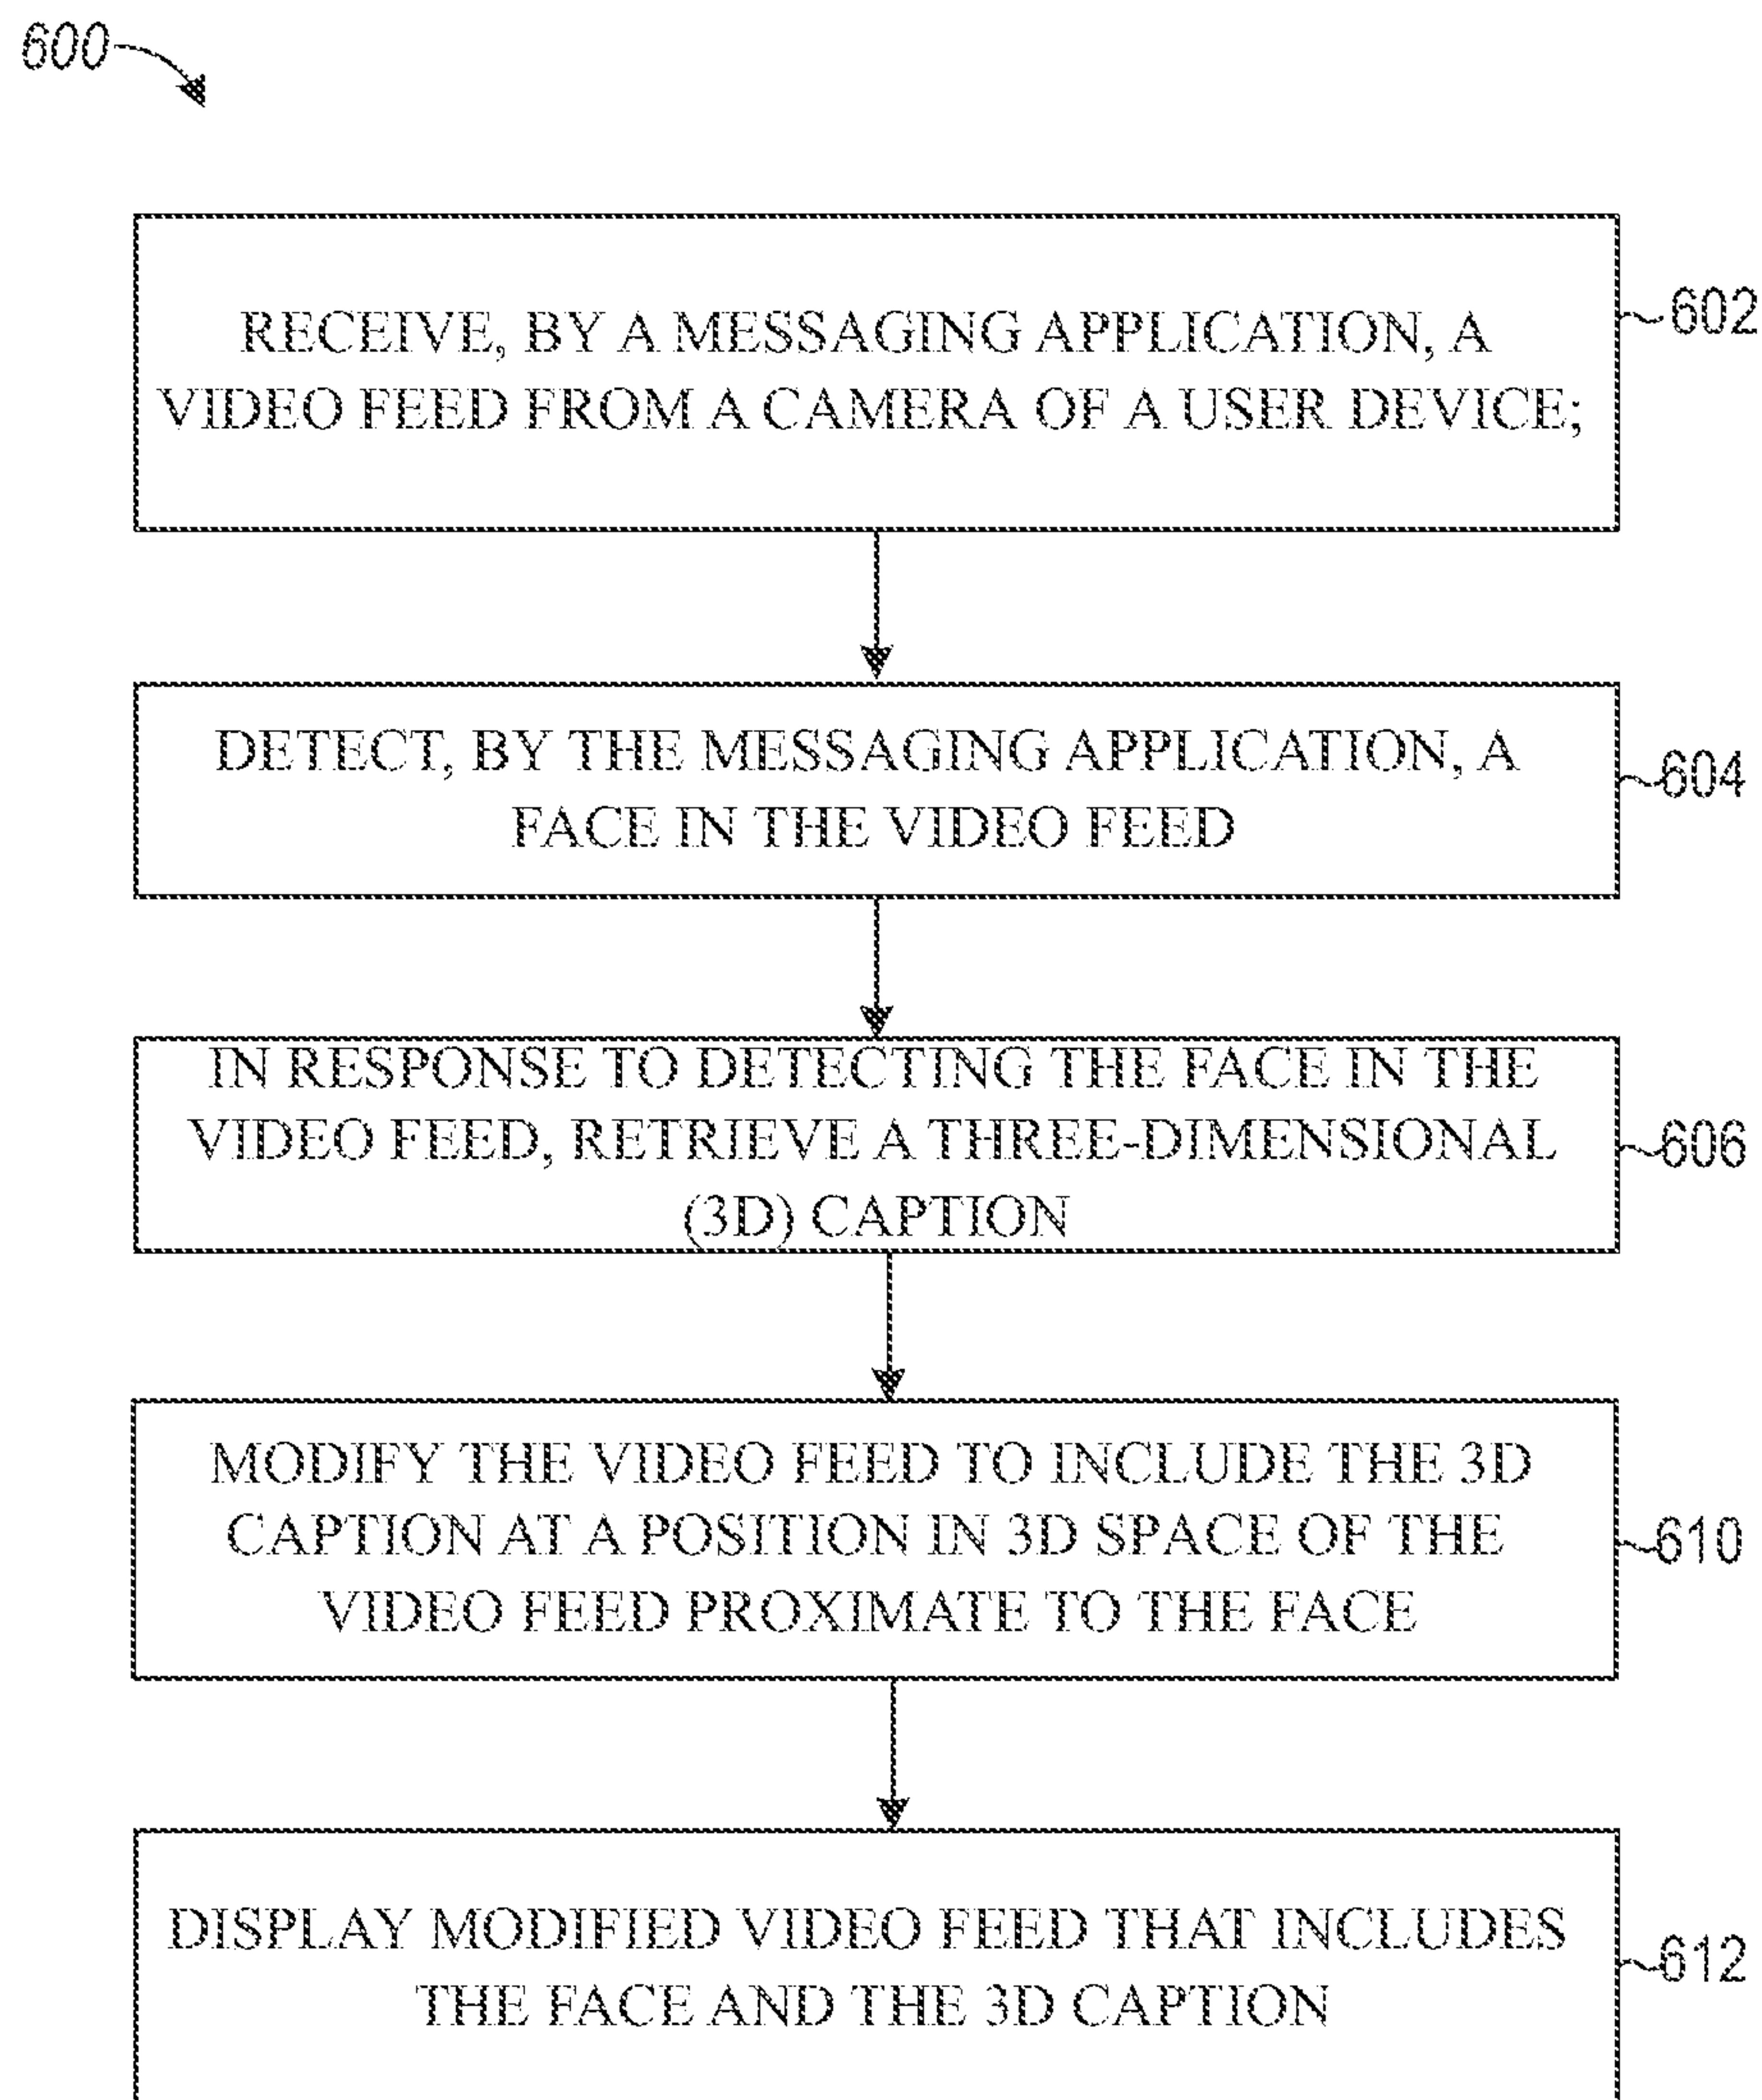 600
RECEIVE, BY A MESSAGING APPLICATION, A
VIDEO FEED FROM A CAMERA OF A USER DEVICE;
602
DETECT, BY THE MESSAGING APPLICATION, A
FACE IN THE VIDEO FEED
604
IN RESPONSE TO DETECTING THE FACE IN THE
VIDEO FEED, RETRIEVE A THREE-DIMENSIONAL
(3D) CAPTION
606
MODIFY THE VIDEO FEED TO INCLUDE THE 3D
CAPTION AT A POSITION IN 3D SPACE OF THE
VIDEO FEED PROXIMATE TO THE FACE
610
DISPLAY MODIFIED VIDEO FEED THAT INCLUDES
THE FACE AND THE 3D CAPTION
612